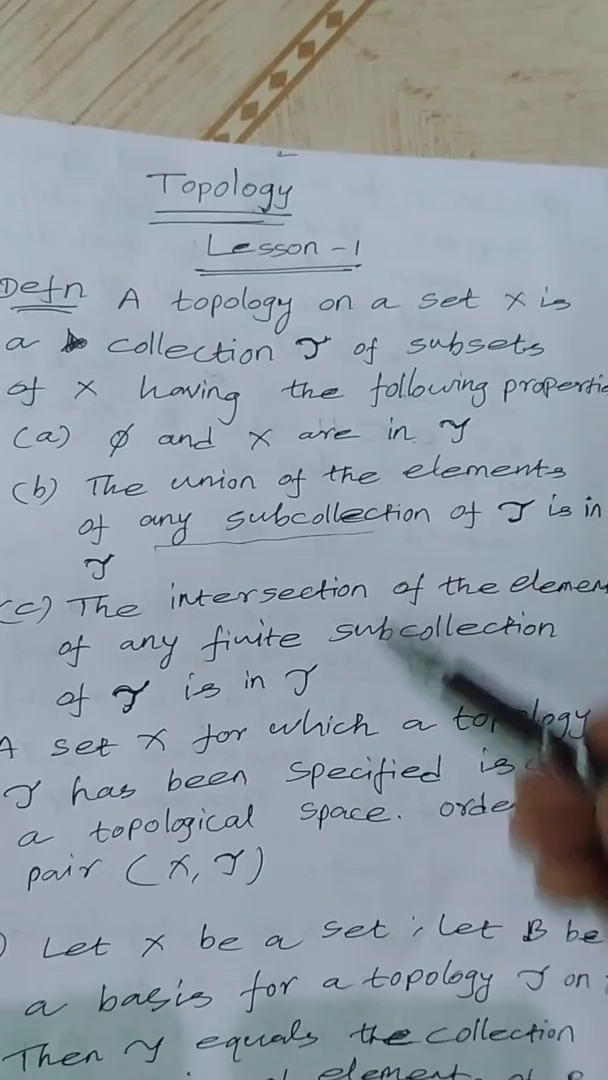 Topology
Lesson - 1
Defn A topology on a set X is
a collection 𝒯 of subsets
of X having the following
(a) ∅ and X are in 𝒯
(b) The union of the elements
of any subcollection of 𝒯 is in
𝒯
(c) The intersection of the
of any finite subcollection
of 𝒯 is in 𝒯
A set X for which a topology
𝒯 has been specified is
a topological space.
pair (X, 𝒯)
) Let X be a set ; let B be
a basis for a topology 𝒯 on
Then 𝒯 equals the collection
element